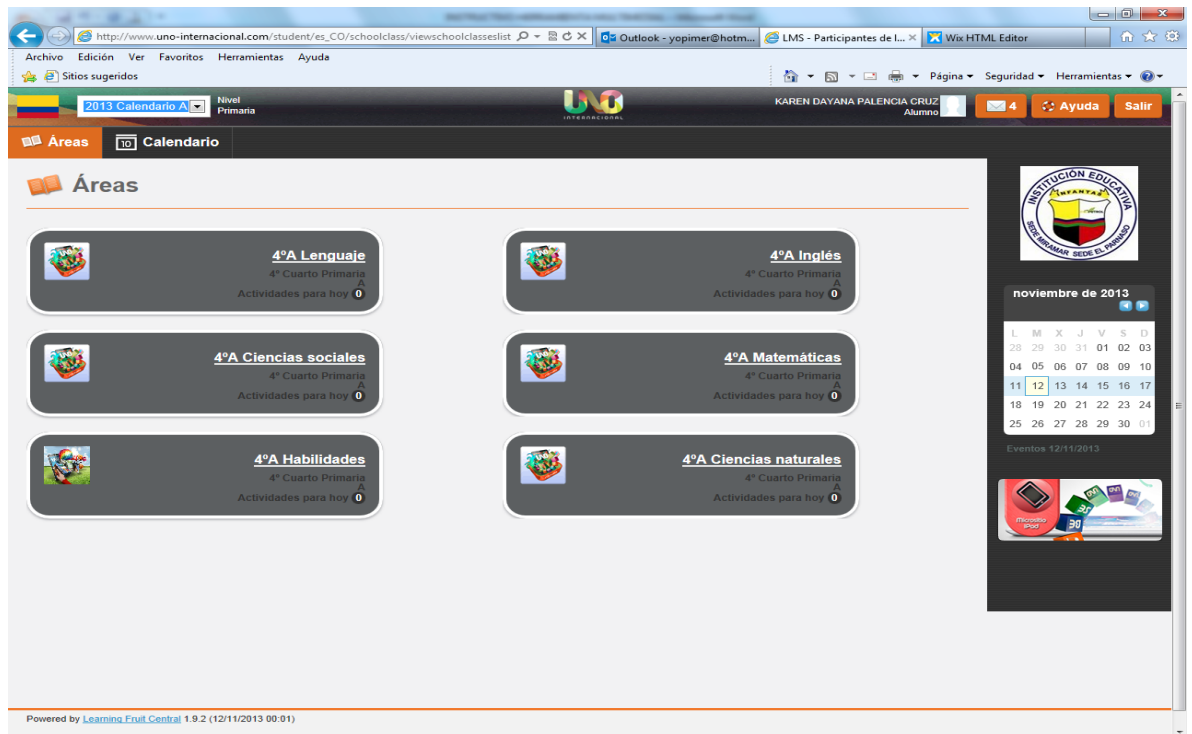 http://www.uno-internacional.com/student/es_CO/schoolclass/viewschoolclasseslist
Outlook - yopimer@hotm...
LMS - Participantes de l...
Wix HTML Editor
Archivo Edición Ver Favoritos Herramientas Ayuda
Sitios sugeridos
Página Seguridad Herramientas
2013 Calendario A
Nivel
Primaria
UNO
INTERNACIONAL
KAREN DAYANA PALENCIA CRUZ
Alumno
4
Ayuda
Salir
Áreas
10 Calendario
Áreas
4ºA Lenguaje
4º Cuarto Primaria
A
Actividades para hoy 0
4ºA Inglés
4º Cuarto Primaria
A
Actividades para hoy 0
4ºA Ciencias sociales
4º Cuarto Primaria
A
Actividades para hoy 0
4ºA Matemáticas
4º Cuarto Primaria
A
Actividades para hoy 0
4ºA Habilidades
4º Cuarto Primaria
A
Actividades para hoy 0
4ºA Ciencias naturales
4º Cuarto Primaria
A
Actividades para hoy 0
INSTITUCIÓN EDUCATIVA
INFANTAS
SEDE MIRAMAR SEDE EL PARNASO
noviembre de 2013
L M X J V S D
28 29 30 31 01 02 03
04 05 06 07 08 09 10
11 12 13 14 15 16 17
18 19 20 21 22 23 24
25 26 27 28 29 30 01
Eventos 12/11/2013
Micrositio
iPod
Powered by Learning Fruit Central 1.9.2 (12/11/2013 00:01)